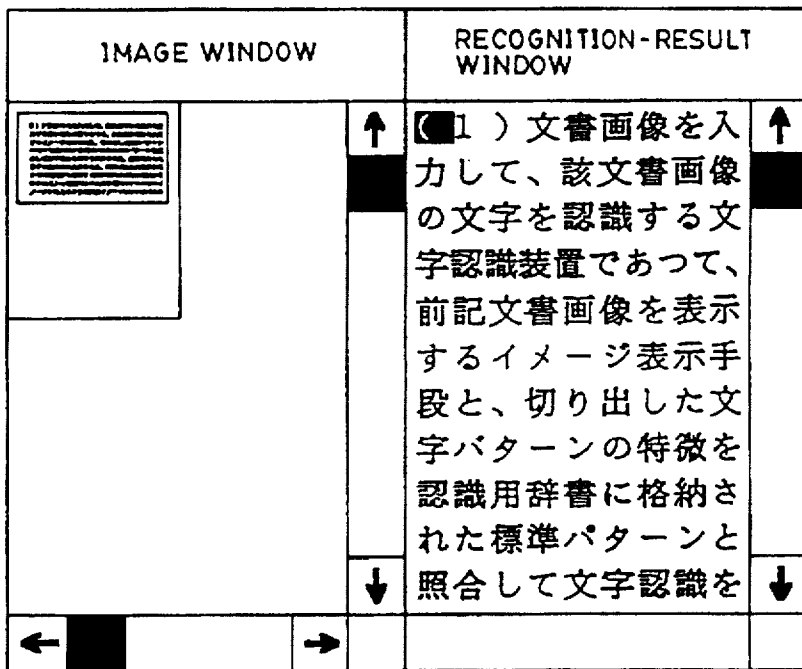 IMAGE WINDOW
RECOGNITION-RESULT
WINDOW
(1)文書画像を入
力して、該文書画像
の文字を認識する文
字認識装置であつて、
前記文書画像を表示
するイメージ表示手
段と、切り出した文
字バターンの特微を
認識用辞書に格納さ
れた標準パターンと
照合して文字認識を